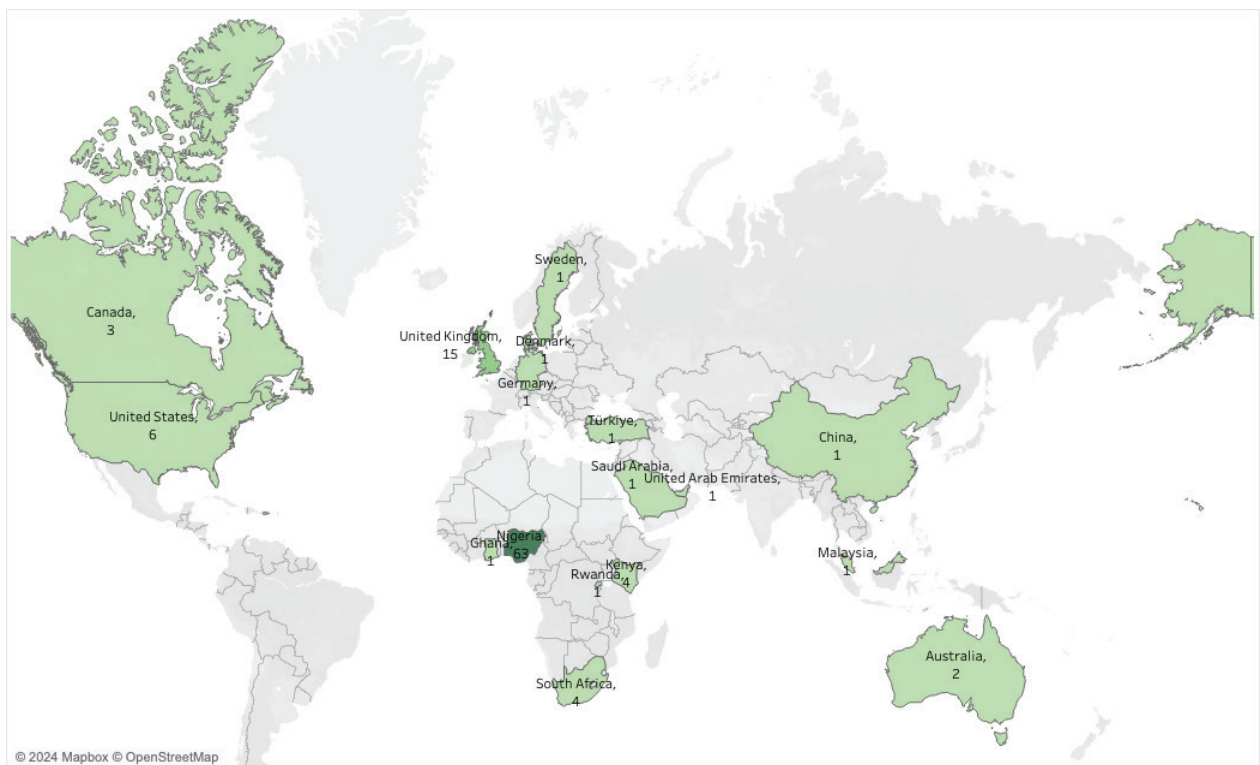 Sweden,
1
Canada,
3
United Kingdom,
15
Denmark,
1
Germany,
1
United States,
6
Türkiye,
1
China,
1
Saudi Arabia,
1
United Arab Emirates,
1
Nigeria,
63
Ghana,
1
Malaysia,
1
Kenya,
4
Rwanda,
1
Australia,
2
South Africa,
4
© 2024 Mapbox © OpenStreetMap